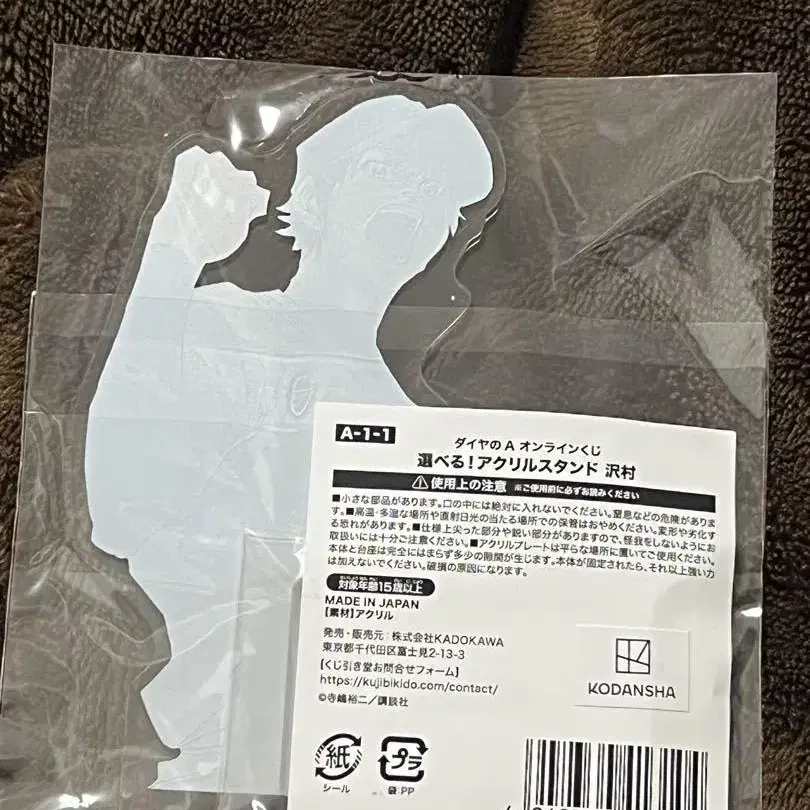 A-1-1
ダイヤのA オンラインくじ
選べる!アクリルスタンド 沢村
⚠使用上の注意 ※ご使用前に必ずお読みください
■小さな部品があります。口の中には絶対に入れないでください。窒息などの危険がありま
す。■高温・多湿な場所や直射日光の当たる場所での保管はおやめください。変形や劣化す
る恐れがあります。■仕様上尖った部分や鋭い部分がありますので、怪我をしないようにお
取扱いには十分ご注意ください。■アクリルプレートは平らな場所に置いてご使用ください。
本体と台座は完全にはまらず多少の隙間が生じます。本体が固定されたら、それ以上強い力
は加えないでください。破損の原因になります。
対象年齢15歳以上
MADE IN JAPAN
【素材】アクリル
発売・販売元:株式会社KADOKAWA
東京都千代田区富士見2-13-3
【くじ引き堂お問合せフォーム】
https://kujibikido.com/contact/
©寺嶋裕二/講談社
KODANSHA
紙
シール
プラ
袋:PP